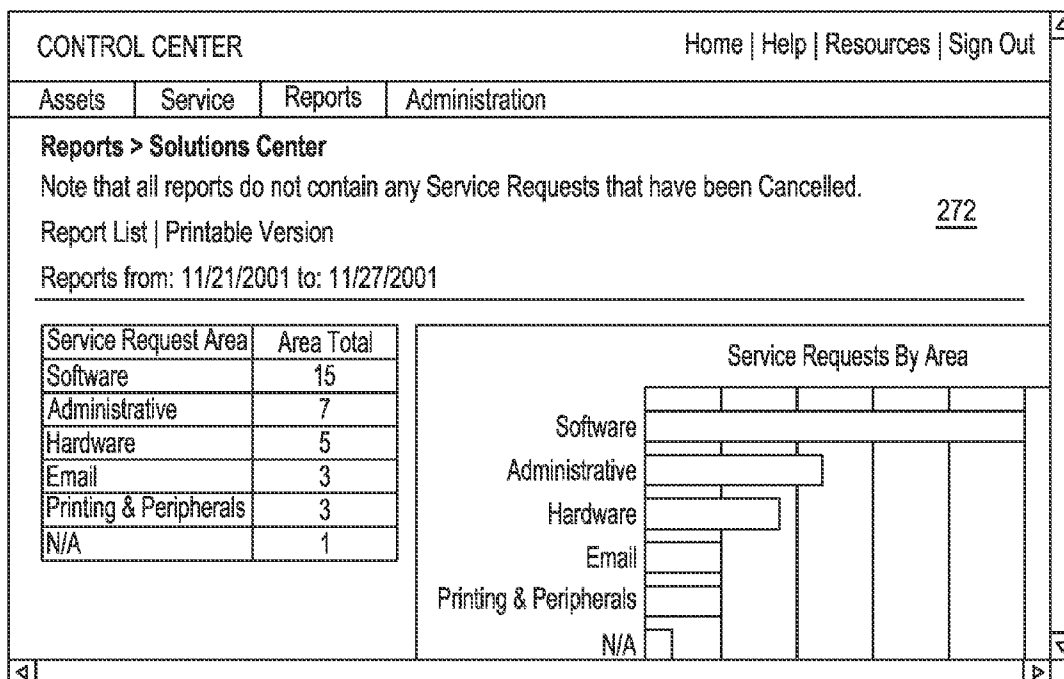 CONTROL CENTER
Home | Help | Resources | Sign Out
Assets Service Reports Administration
Reports > Solutions Center
Note that all reports do not contain any Service Requests that have been Cancelled.
272
Report List | Printable Version
Reports from: 11/21/2001 to: 11/27/2001
Service Request Area Area Total
Software 15
Administrative 7
Hardware 5
Email 3
Printing & Peripherals 3
N/A 1
Service Requests By Area
Software
Administrative
Hardware
Email
Printing & Peripherals
N/A